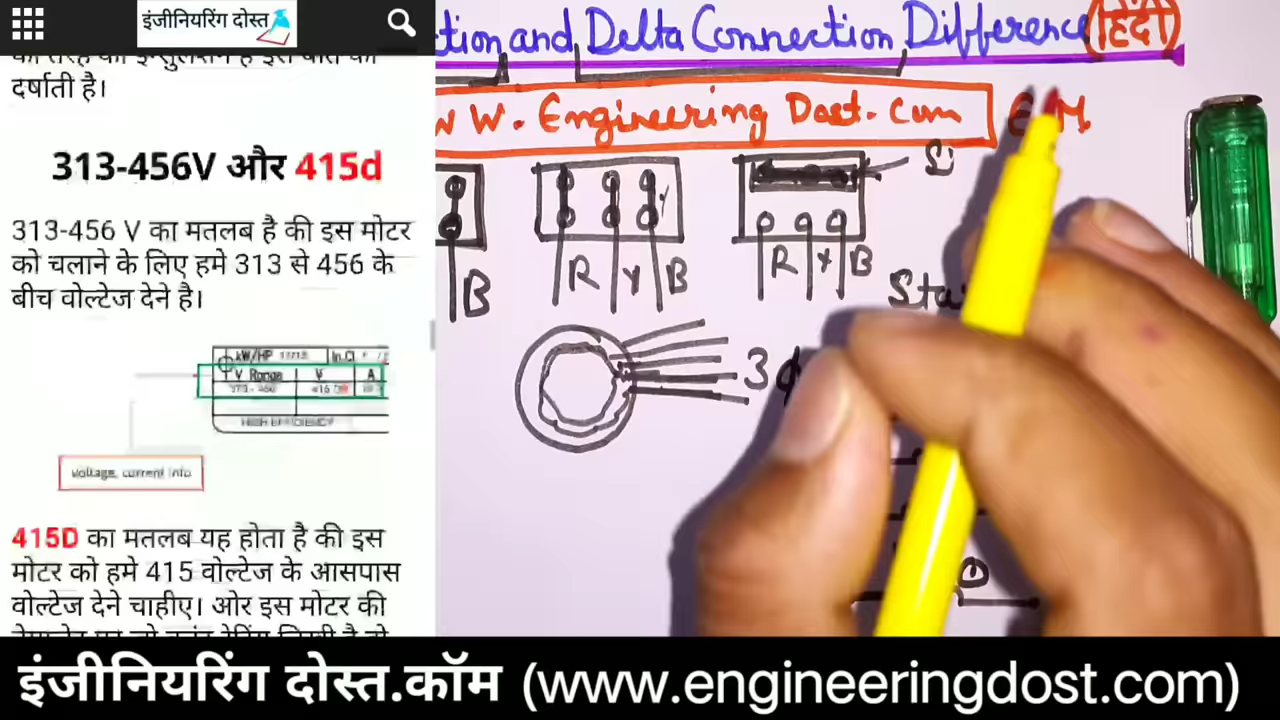 इंजीनियरिंग दोस्त
दर्षाती है।
313-456V और 415d
313-456 V का मतलब है की इस मोटर
को चलाने के लिए हमे 313 से 456 के
बीच वोल्टेज देने है।
kW/HP
V Range V A
HIGH EFFICIENCY
Voltage, current info
415D का मतलब यह होता है की इस
मोटर को हमे 415 वोल्टेज के आसपास
वोल्टेज देने चाहीए। ओर इस मोटर की
tion and Delta Connection Difference (हिंदी)
W. Engineering Dost. Com
R Y B
R Y B
B
Sta
3 ϕ
इंजीनियरिंग दोस्त.कॉम (www.engineeringdost.com)